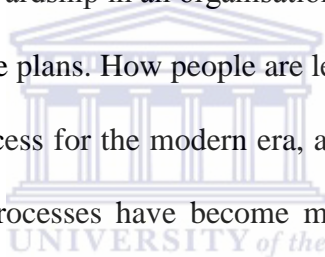 ardship in an organisation
e plans. How people are le
cess for the modern era, a
rocesses have become m
UNIVERSITY of the